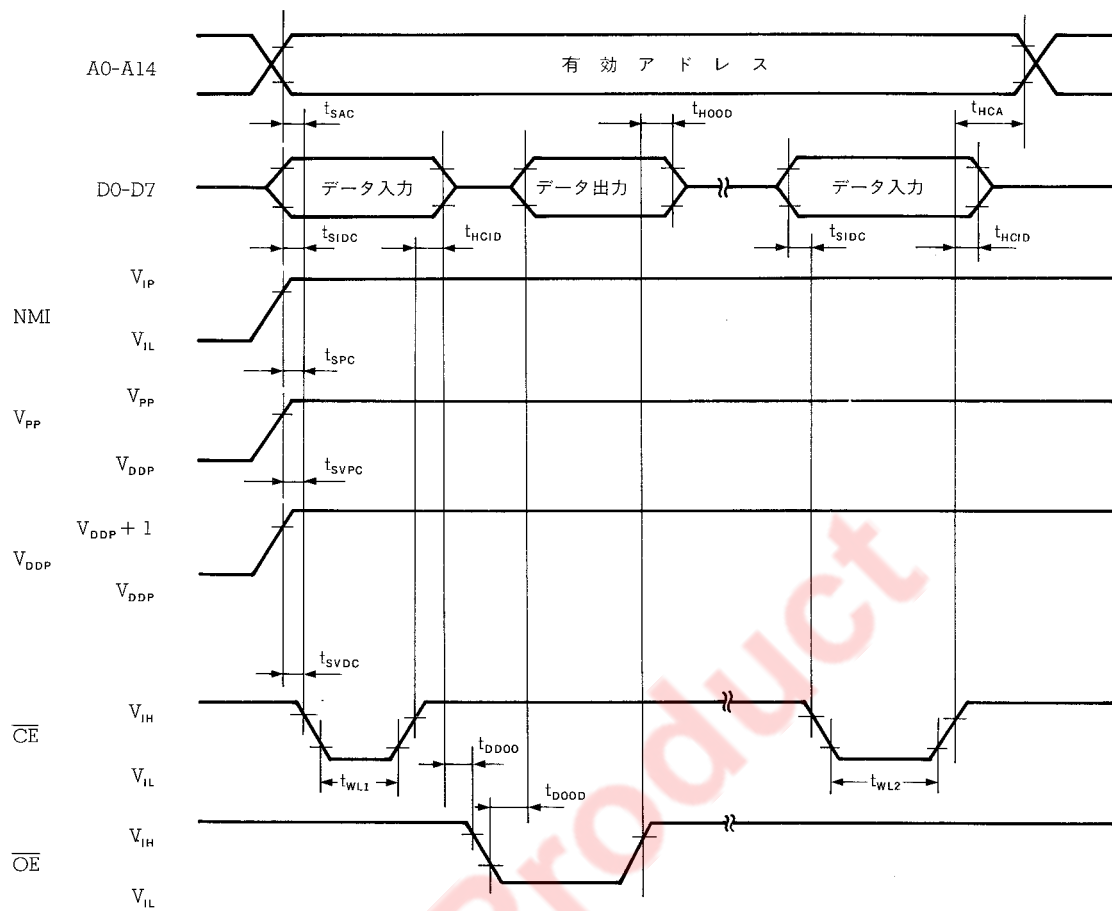 A0-A14
有効アドレス
tSAC
tHOOD
tHCA
D0-D7
データ入力
データ出力
データ入力
tSIDC
tHCID
tSIDC
tHCID
NMI
VIP
VIL
tSPC
VPP
VPP
VDDP
tSVPC
VDDP
VDDP + 1
VDDP
tSVDC
CE
VIH
VIL
tWL1
tDDOO
tWL2
tDOOD
OE
VIH
VIL
Product